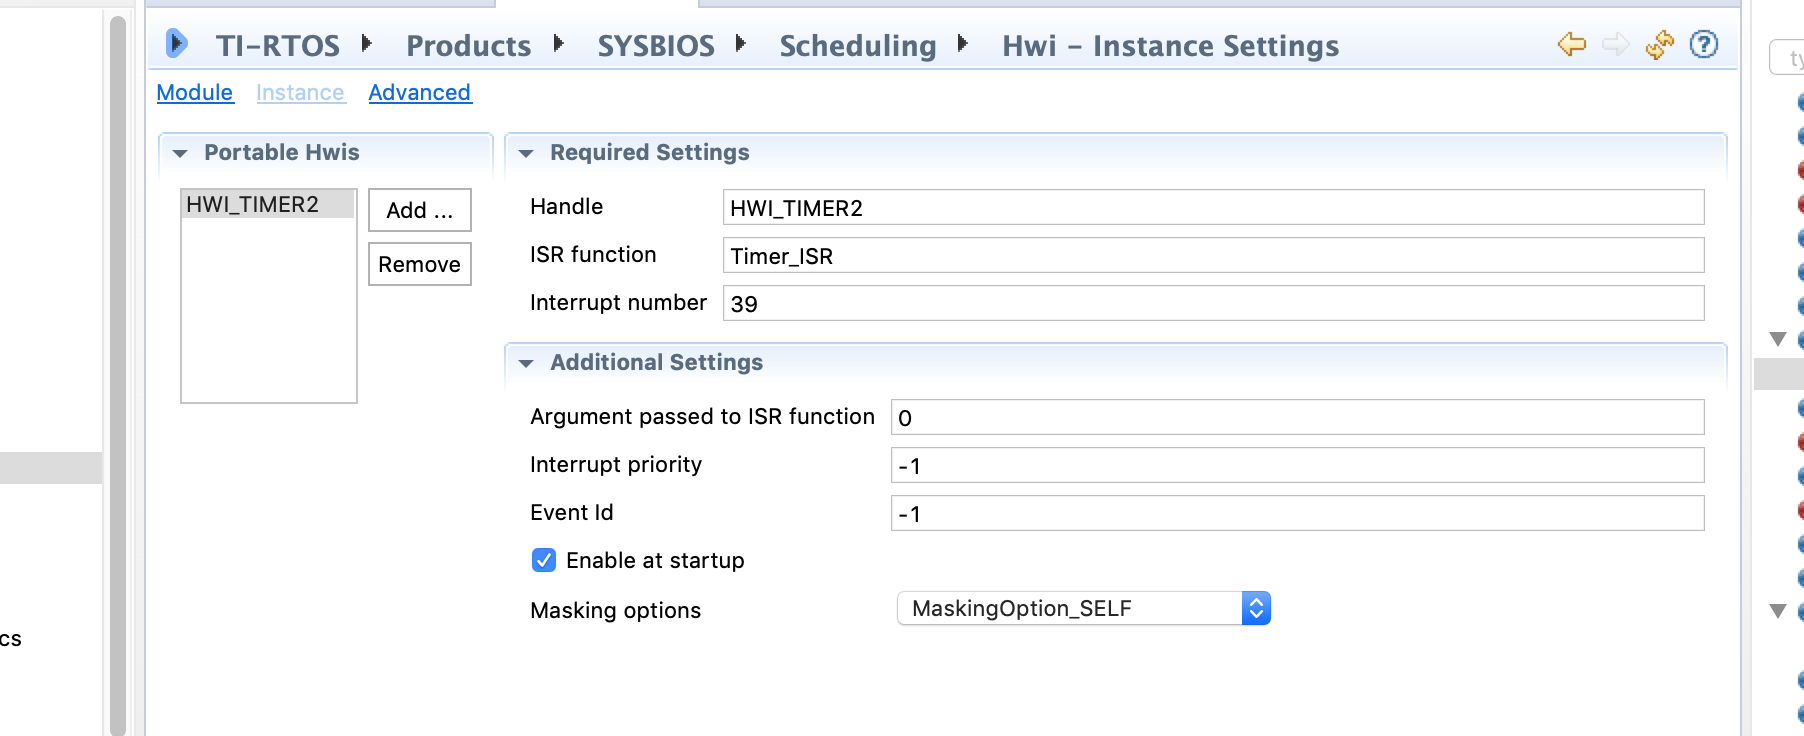 TI-RTOS Products SYSBIOS Scheduling Hwi - Instance Settings
Module Instance Advanced
Portable Hwis
HWI_TIMER2
Add ...
Remove
Required Settings
Handle HWI_TIMER2
ISR function Timer_ISR
Interrupt number 39
Additional Settings
Argument passed to ISR function 0
Interrupt priority -1
Event Id -1
Enable at startup
Masking options MaskingOption_SELF
cs
ty